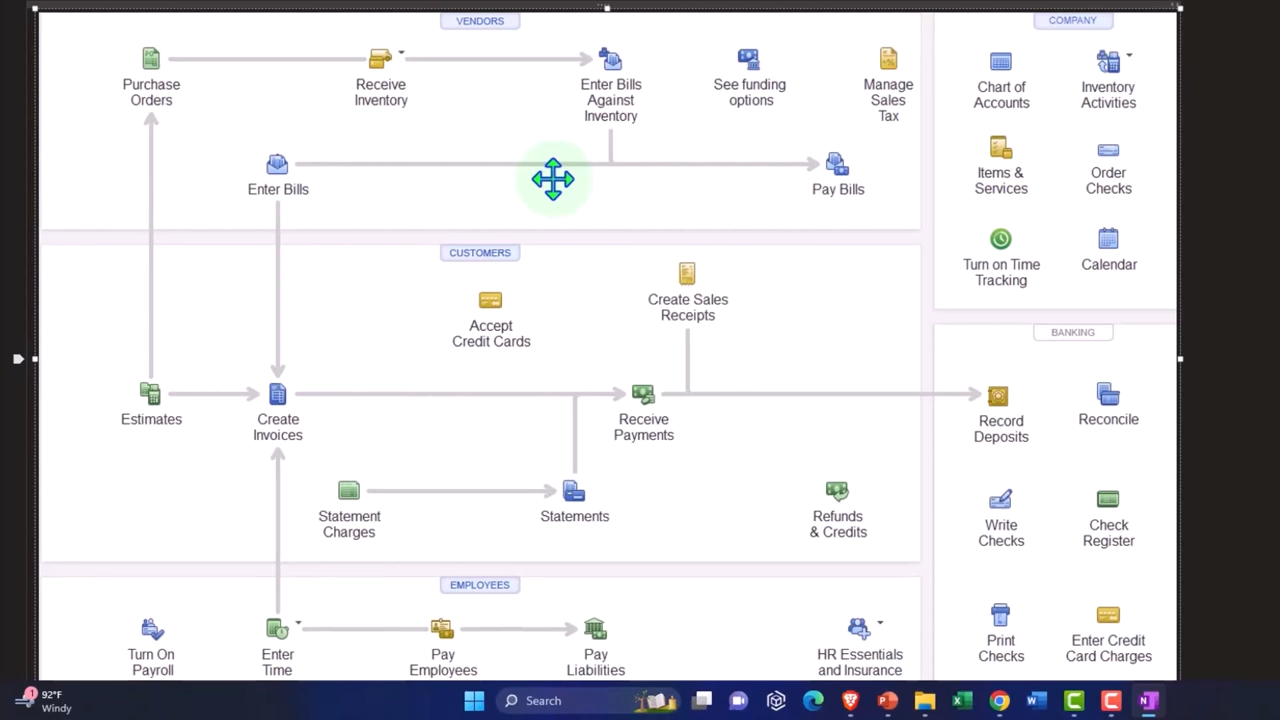 VENDORS
Purchase
Orders
Receive
Inventory
Enter Bills
Against
Inventory
See funding
options
Manage
Sales
Tax
Enter Bills
Pay Bills
COMPANY
Chart of
Accounts
Inventory
Activities
Items &
Services
Order
Checks
Turn on Time
Tracking
Calendar
CUSTOMERS
Create Sales
Receipts
Accept
Credit Cards
Estimates
Create
Invoices
Receive
Payments
Statement
Charges
Statements
Refunds
& Credits
BANKING
Record
Deposits
Reconcile
Write
Checks
Check
Register
Print
Checks
Enter Credit
Card Charges
EMPLOYEES
Turn On
Payroll
Enter
Time
Pay
Employees
Pay
Liabilities
HR Essentials
and Insurance
1
92°F
Windy
Search